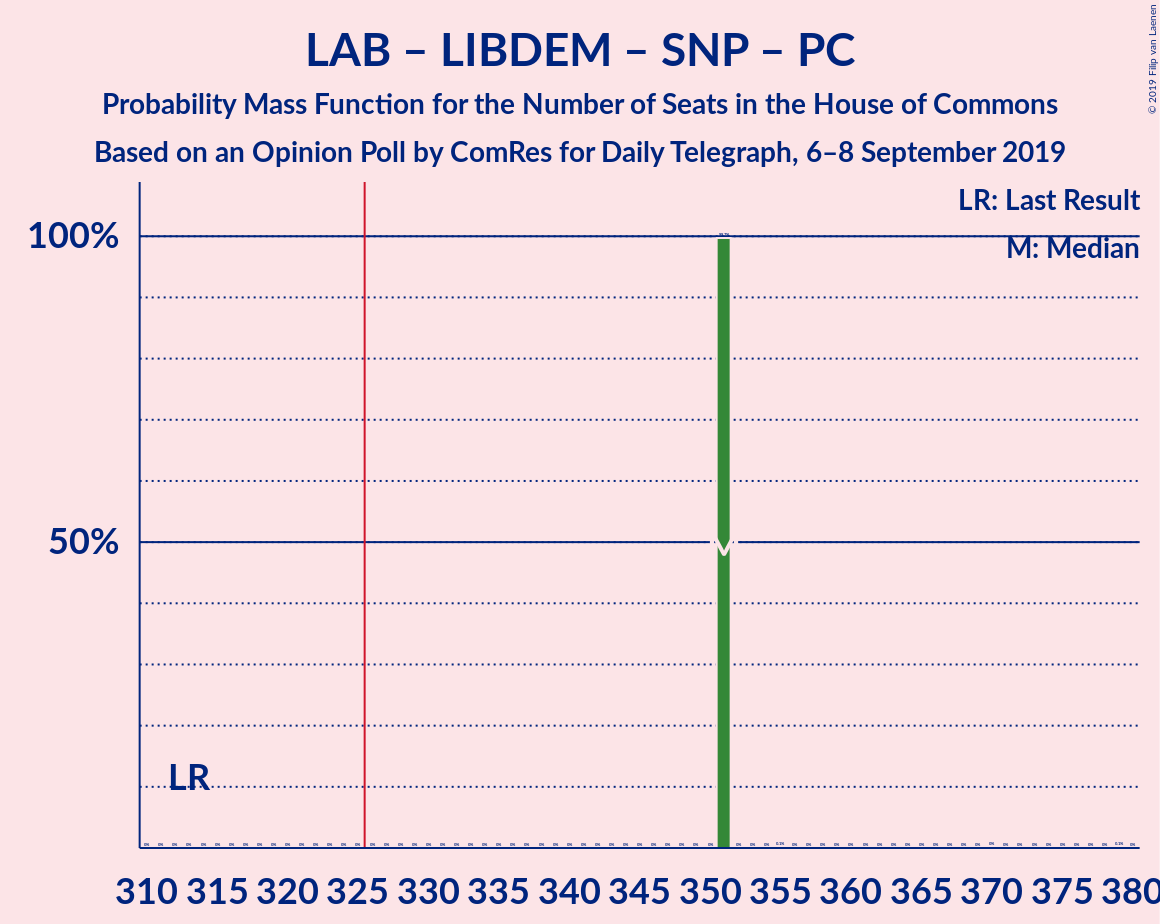 LAB – LIBDEM – SNP – PC
Probability Mass Function for the Number of Seats in the House of Commons
Based on an Opinion Poll by ComRes for Daily Telegraph, 6–8 September 2019
© 2019 Filip van Laenen
LR: Last Result
M: Median
100%
50%
M
LR
310 315 320 325 330 335 340 345 350 355 360 365 370 375 380